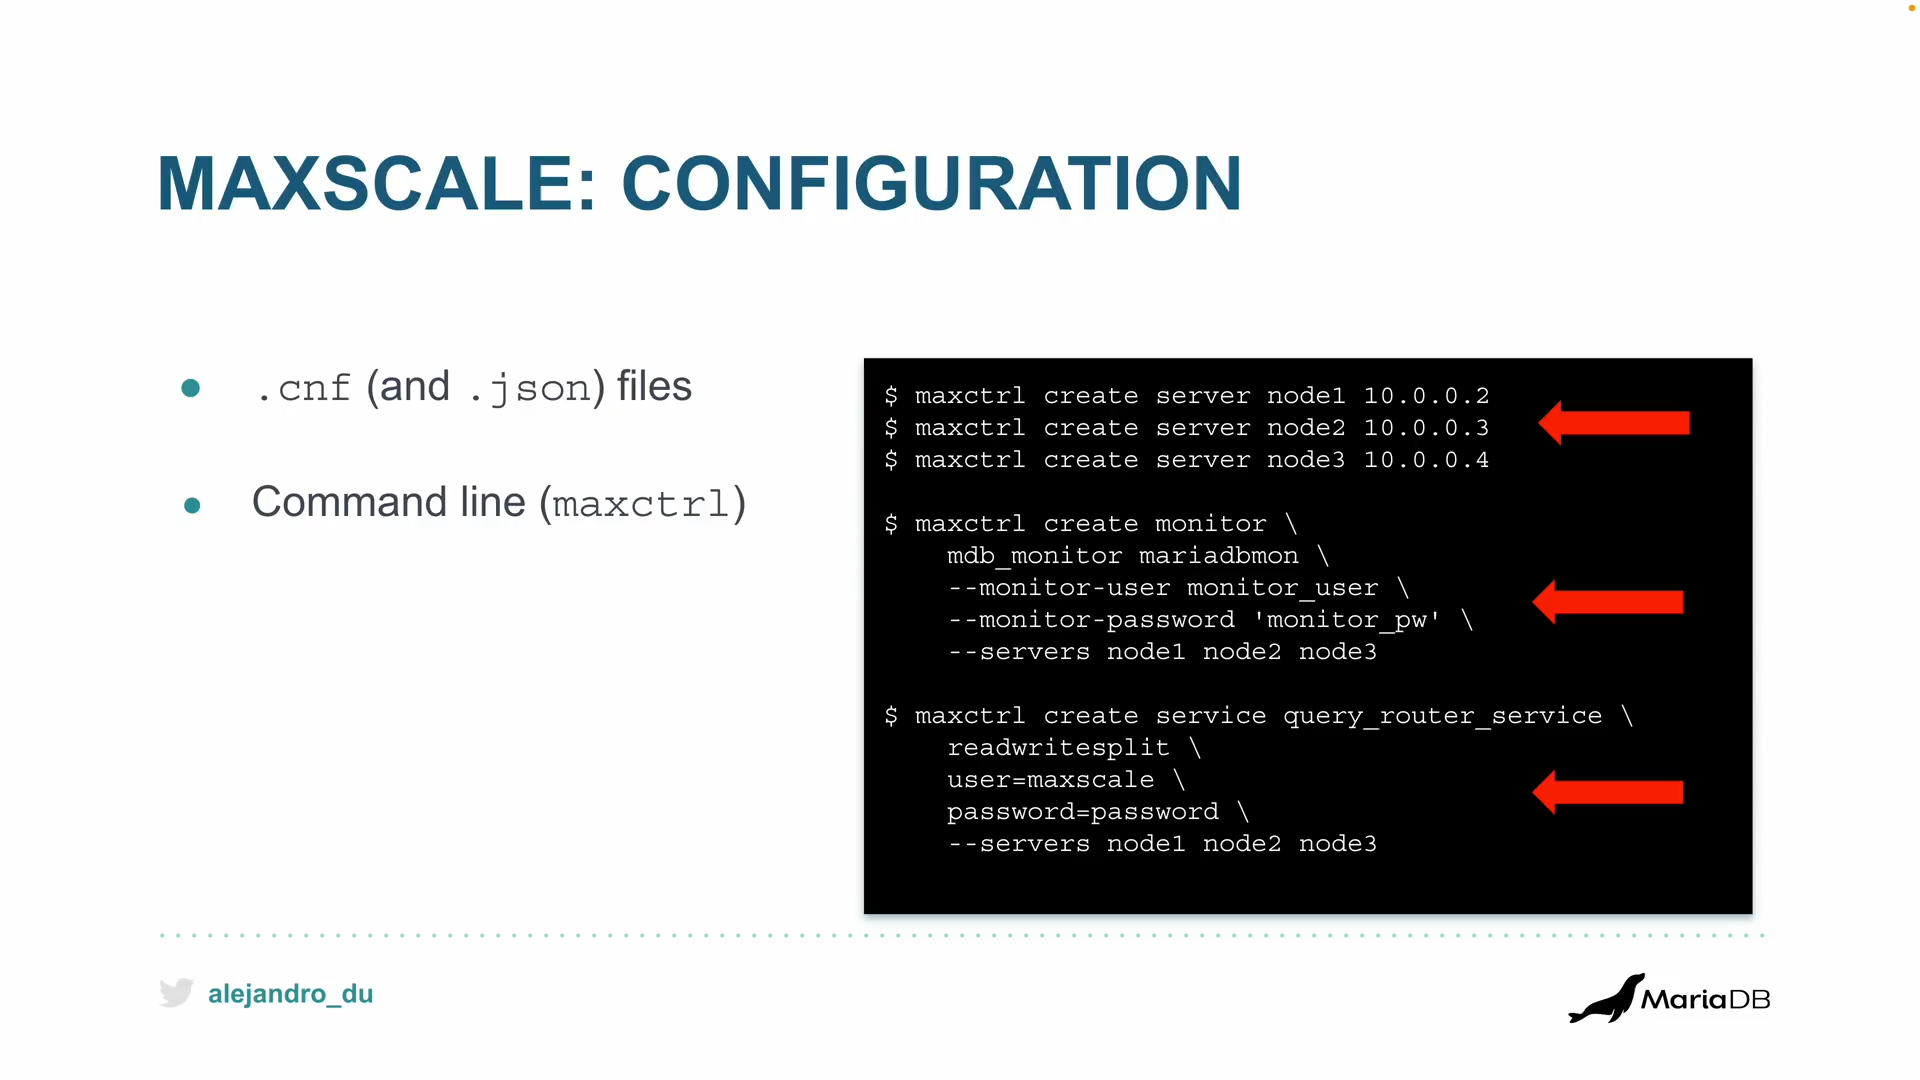 MAXSCALE: CONFIGURATION
● .cnf (and .json) files
● Command line (maxctrl)
$ maxctrl create server node1 10.0.0.2
$ maxctrl create server node2 10.0.0.3
$ maxctrl create server node3 10.0.0.4
$ maxctrl create monitor \
mdb_monitor mariadbmon \
--monitor-user monitor_user \
--monitor-password 'monitor_pw' \
--servers node1 node2 node3
$ maxctrl create service query_router_service \
readwritesplit \
user=maxscale \
password=password \
--servers node1 node2 node3
alejandro_du
MariaDB